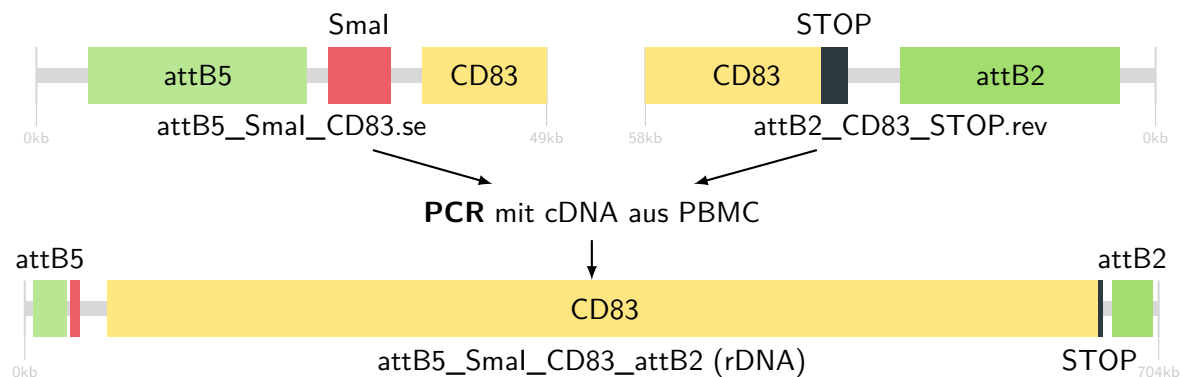 SmaI
STOP
attB5
CD83
CD83
attB2
attB5_SmaI_CD83.se
attB2_CD83_STOP.rev
0kb
49kb
58kb
0kb
PCR mit cDNA aus PBMC
attB5
attB2
CD83
attB5_SmaI_CD83_attB2 (rDNA)
STOP
0kb
704kb